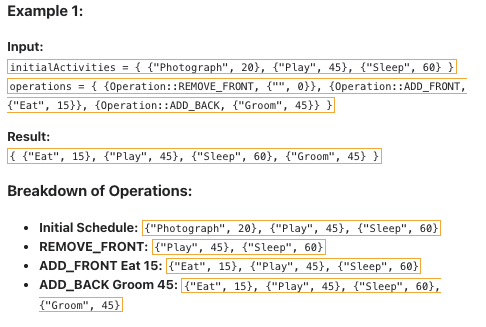 Example 1:
Input:
initialActivities = { {"Photograph", 20}, {"Play", 45}, {"Sleep", 60} }
operations = { {Operation::REMOVE_FRONT, {"", 0}}, {Operation::ADD_FRONT,
{"Eat", 15}}, {Operation::ADD_BACK, {"Groom", 45}} }
Result:
{ {"Eat", 15}, {"Play", 45}, {"Sleep", 60}, {"Groom", 45} }
Breakdown of Operations:
• Initial Schedule: {"Photograph", 20}, {"Play", 45}, {"Sleep", 60}
• REMOVE_FRONT: {"Play", 45}, {"Sleep", 60}
• ADD_FRONT Eat 15: {"Eat", 15}, {"Play", 45}, {"Sleep", 60}
• ADD_BACK Groom 45: {"Eat", 15}, {"Play", 45}, {"Sleep", 60},
{"Groom", 45}